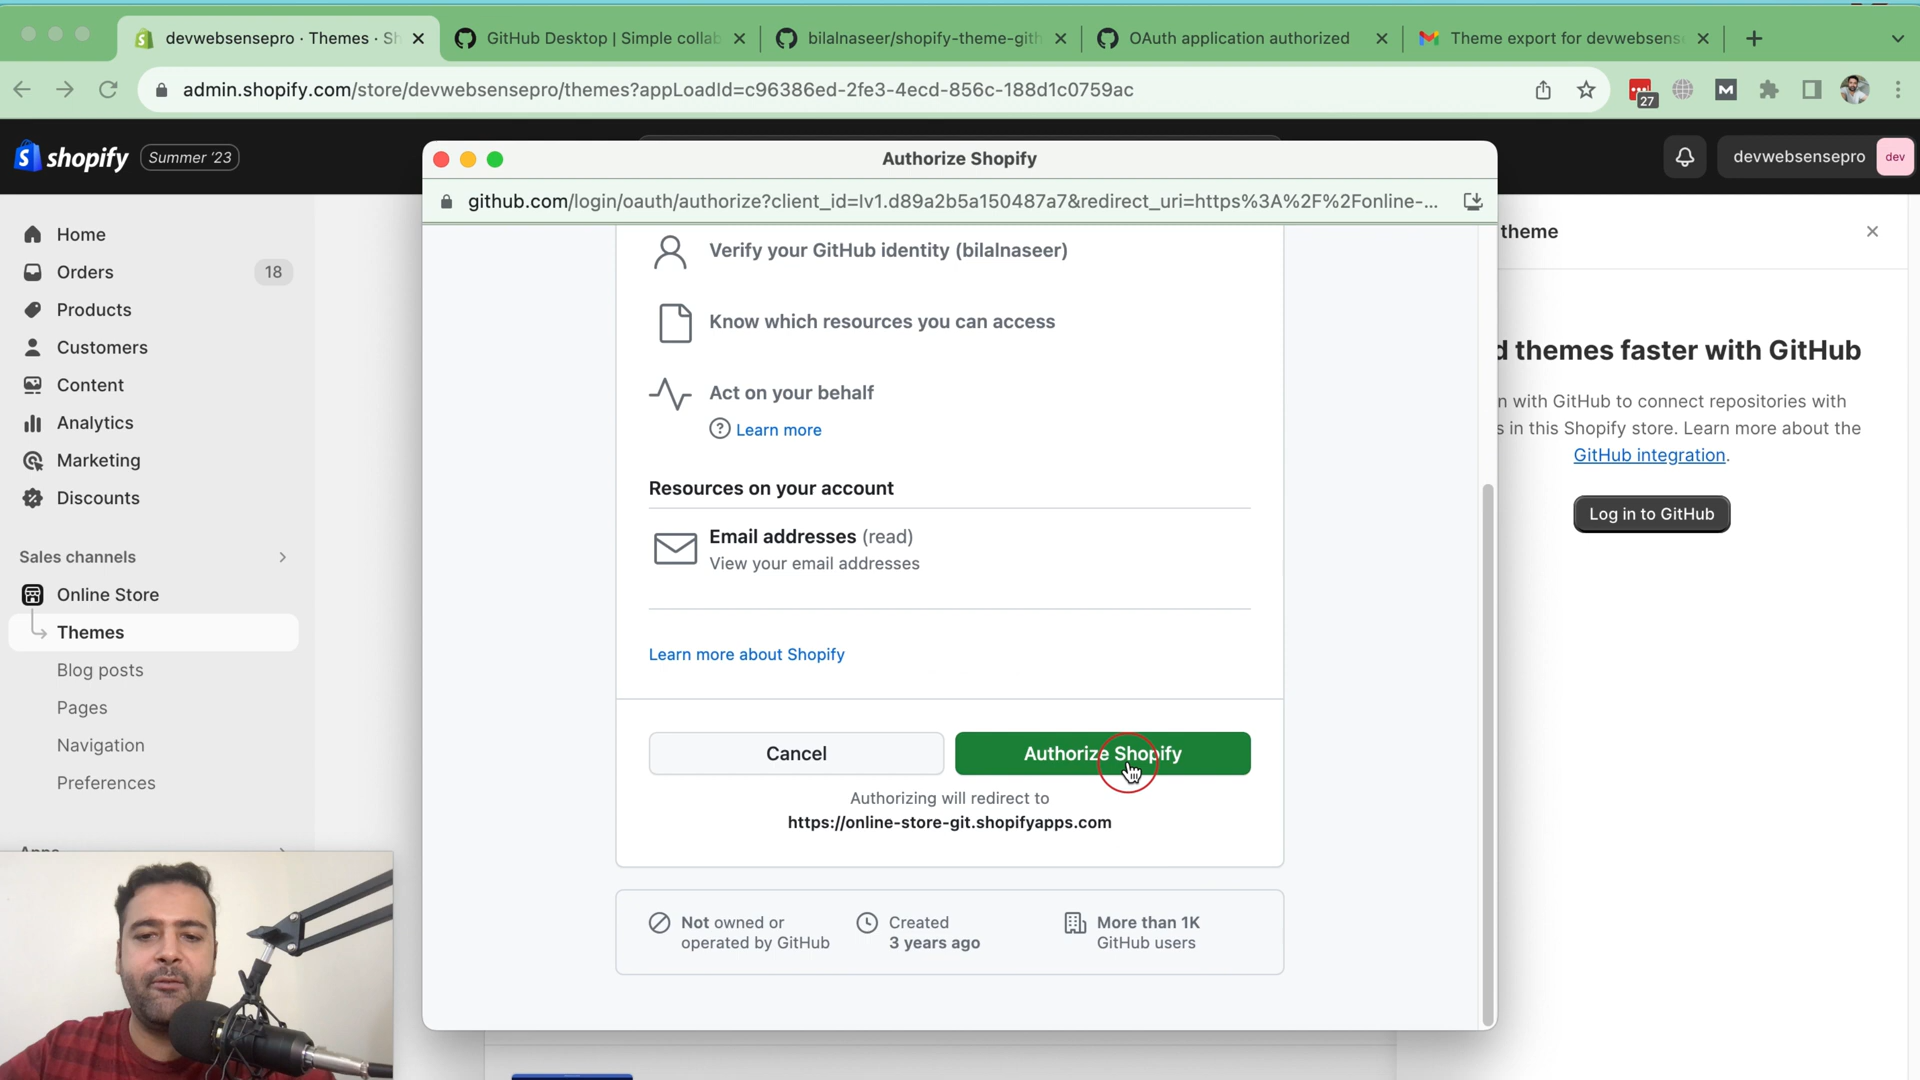 devwebsensepro · Themes · Sh
GitHub Desktop | Simple collab
bilalnaseer/shopify-theme-gith
OAuth application authorized
Theme export for devwebsense
admin.shopify.com/store/devwebsensepro/themes?appLoadId=c96386ed-2fe3-4ecd-856c-188d1c0759ac
27
shopify
Summer '23
devwebsensepro
dev
Authorize Shopify
github.com/login/oauth/authorize?client_id=Iv1.d89a2b5a150487a7&redirect_uri=https%3A%2F%2Fonline-...
Home
Orders
18
Products
Customers
Content
Analytics
Marketing
Discounts
Sales channels
Online Store
Themes
Blog posts
Pages
Navigation
Preferences
Verify your GitHub identity (bilalnaseer)
Know which resources you can access
Act on your behalf
Learn more
Resources on your account
Email addresses (read)
View your email addresses
Learn more about Shopify
Cancel
Authorize Shopify
Authorizing will redirect to
https://online-store-git.shopifyapps.com
Not owned or
operated by GitHub
Created
3 years ago
More than 1K
GitHub users
theme
d themes faster with GitHub
n with GitHub to connect repositories with
s in this Shopify store. Learn more about the
GitHub integration.
Log in to GitHub